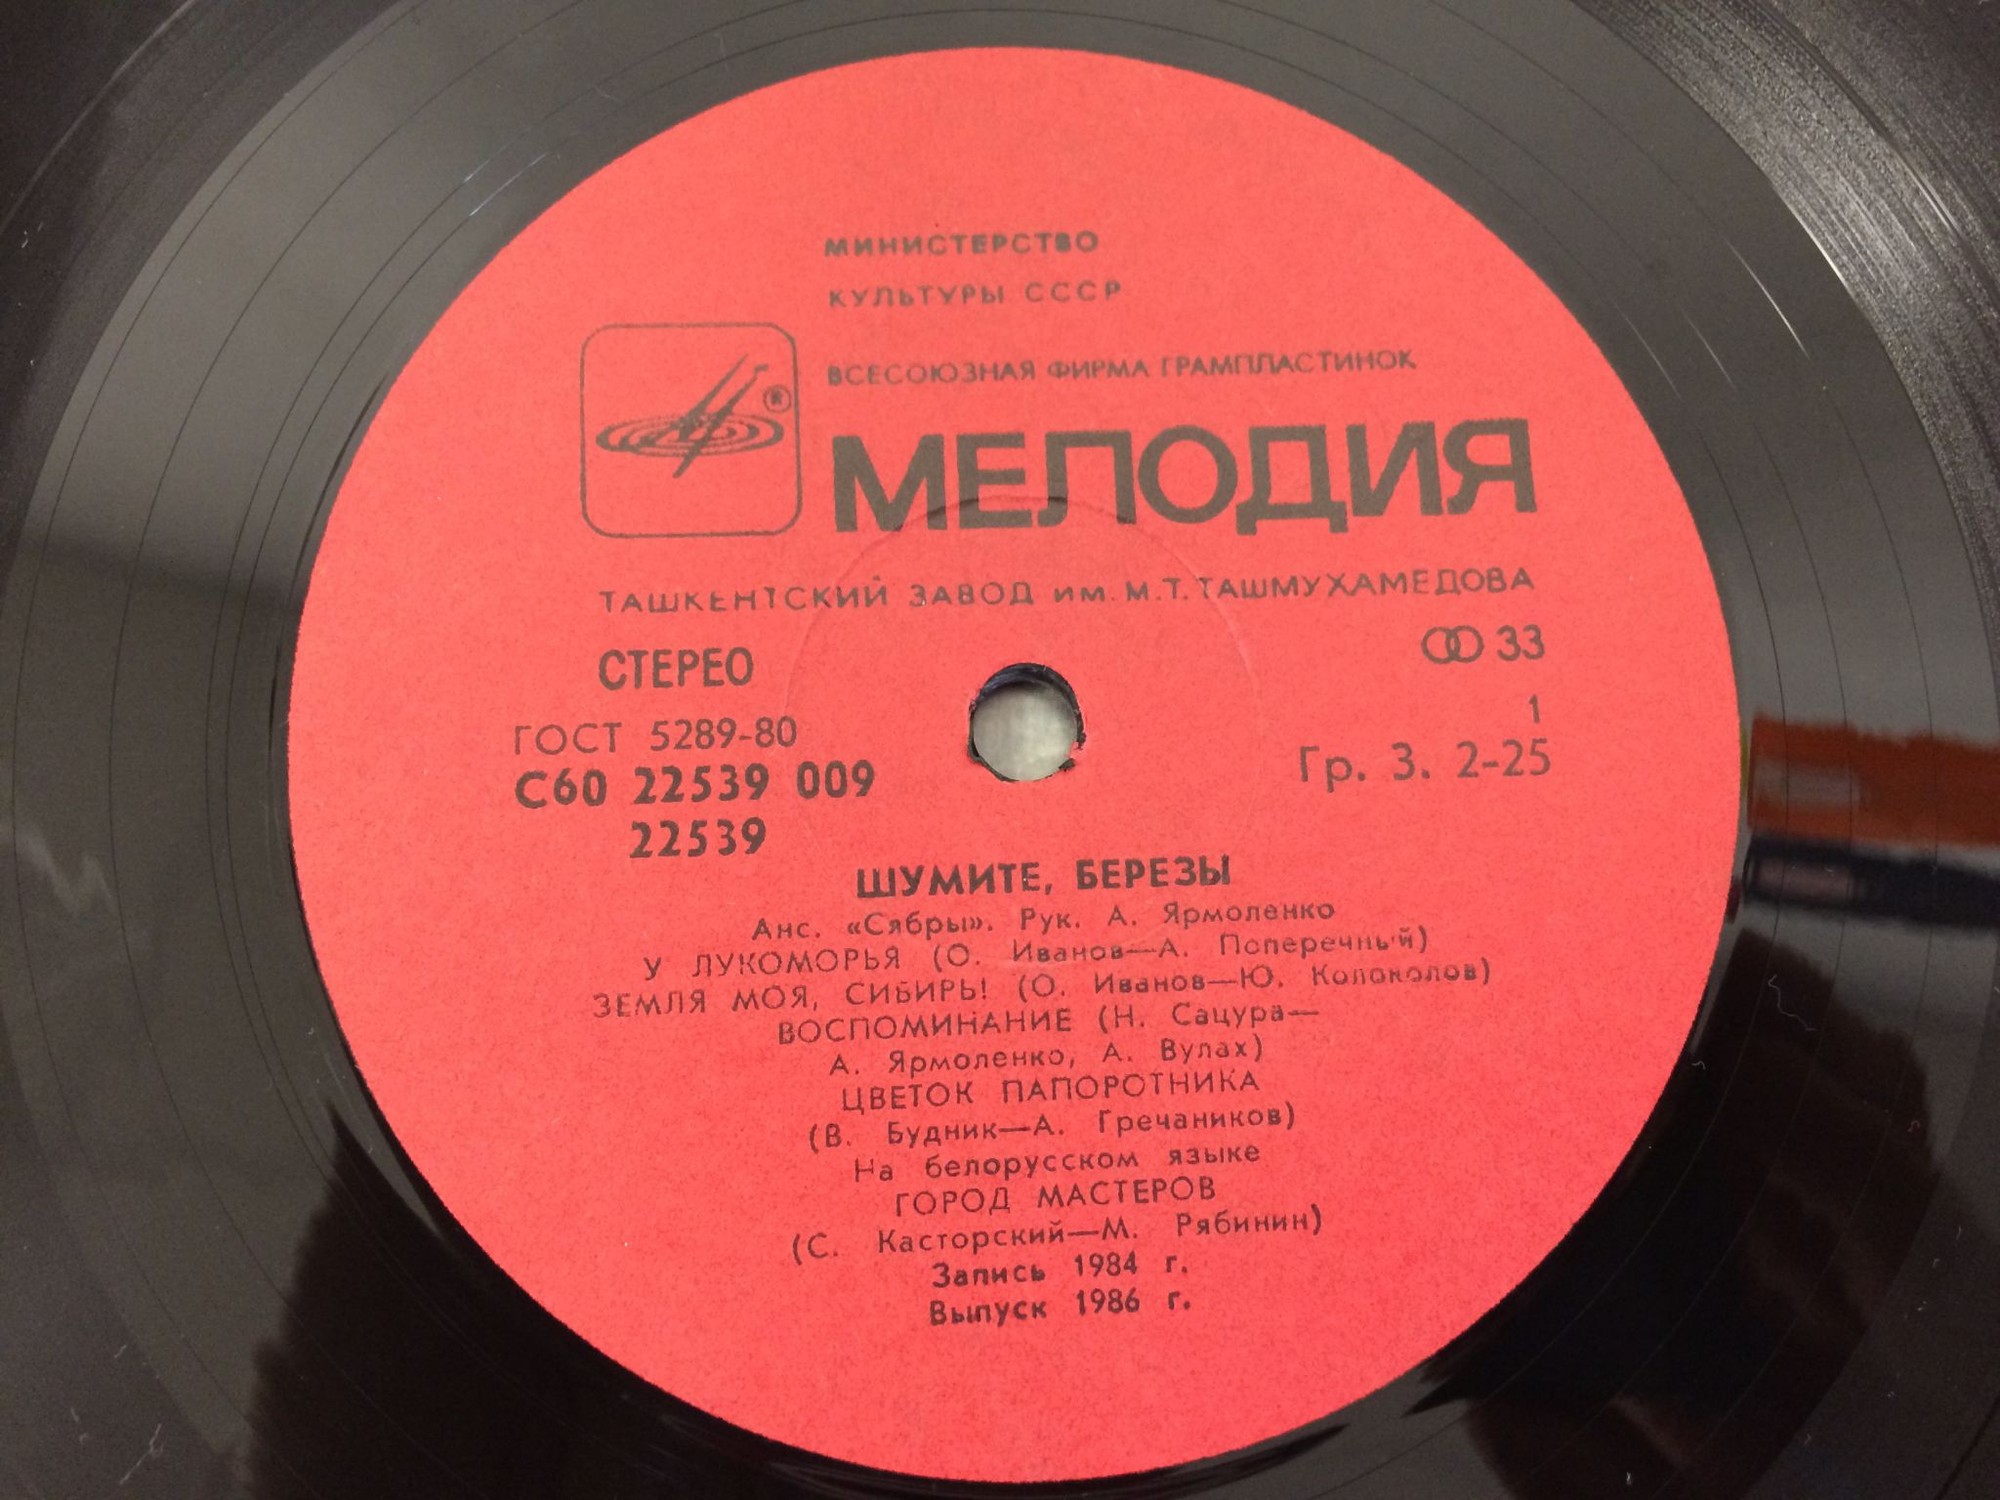 МИНИСТЕРСТВО
КУЛЬТУРЫ СССР
ВСЕСОЮЗНАЯ ФИРМА ГРАМПЛАСТИНОК
®
МЕЛОДИЯ
ТАШКЕНТСКИЙ ЗАВОД им. М.Т. ТАШМУХАМЕДОВА
СТЕРЕО 33
ГОСТ 5289-80 1
С60 22539 009 Гр. 3. 2-25
22539
ШУМИТЕ, БЕРЕЗЫ
Анс. «Сябры». Рук. А. Ярмоленко
У ЛУКОМОРЬЯ (О. Иванов—А. Поперечный)
ЗЕМЛЯ МОЯ, СИБИРЬ! (О. Иванов—Ю. Колоколов)
ВОСПОМИНАНИЕ (Н. Сацура—
А. Ярмоленко, А. Вулах)
ЦВЕТОК ПАПОРОТНИКА
(В. Будник—А. Гречаников)
На белорусском языке
ГОРОД МАСТЕРОВ
(С. Касторский—М. Рябинин)
Запись 1984 г.
Выпуск 1986 г.